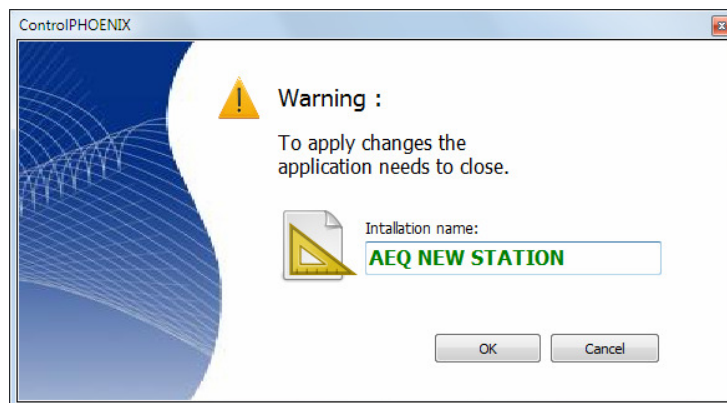 ControlPHOENIX
Warning :
To apply changes the
application needs to close.
Intallation name:
AEQ NEW STATION
OK
Cancel